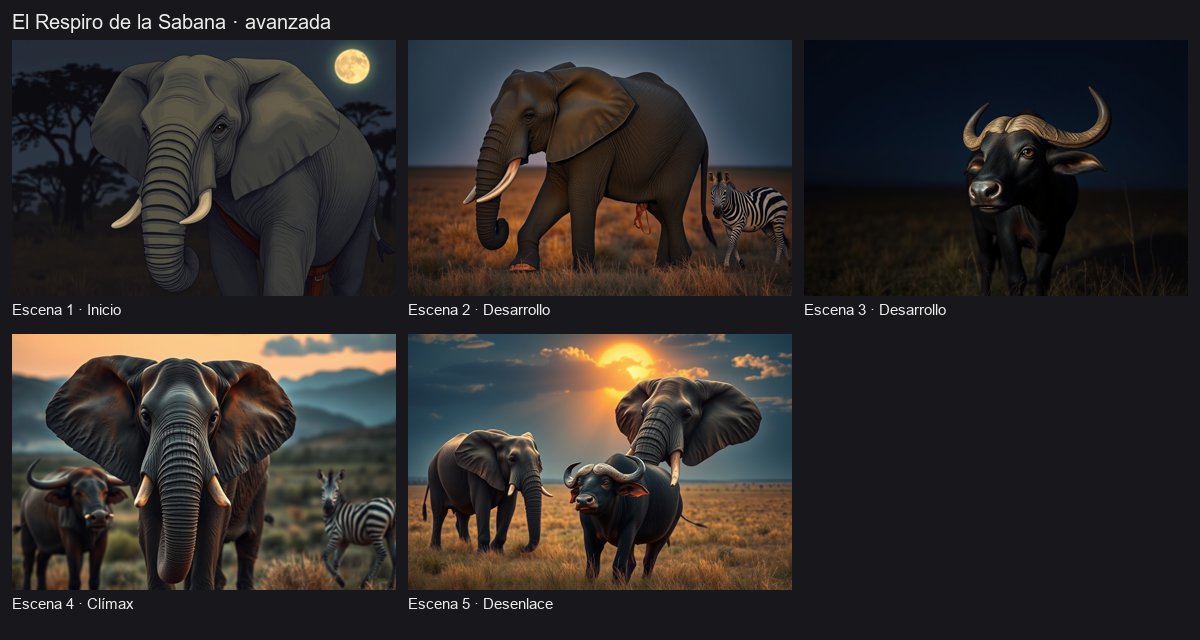 El Respiro de la Sabana · avanzada
Escena 1 · Inicio
Escena 2 · Desarrollo
Escena 3 · Desarrollo
Escena 4 · Clímax
Escena 5 · Desenlace